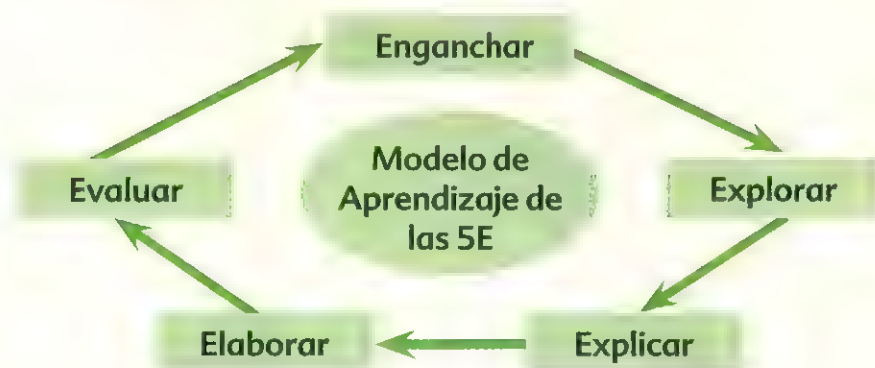 Enganchar
Explorar
Explicar
Elaborar
Evaluar
Modelo de
Aprendizaje de
las 5E